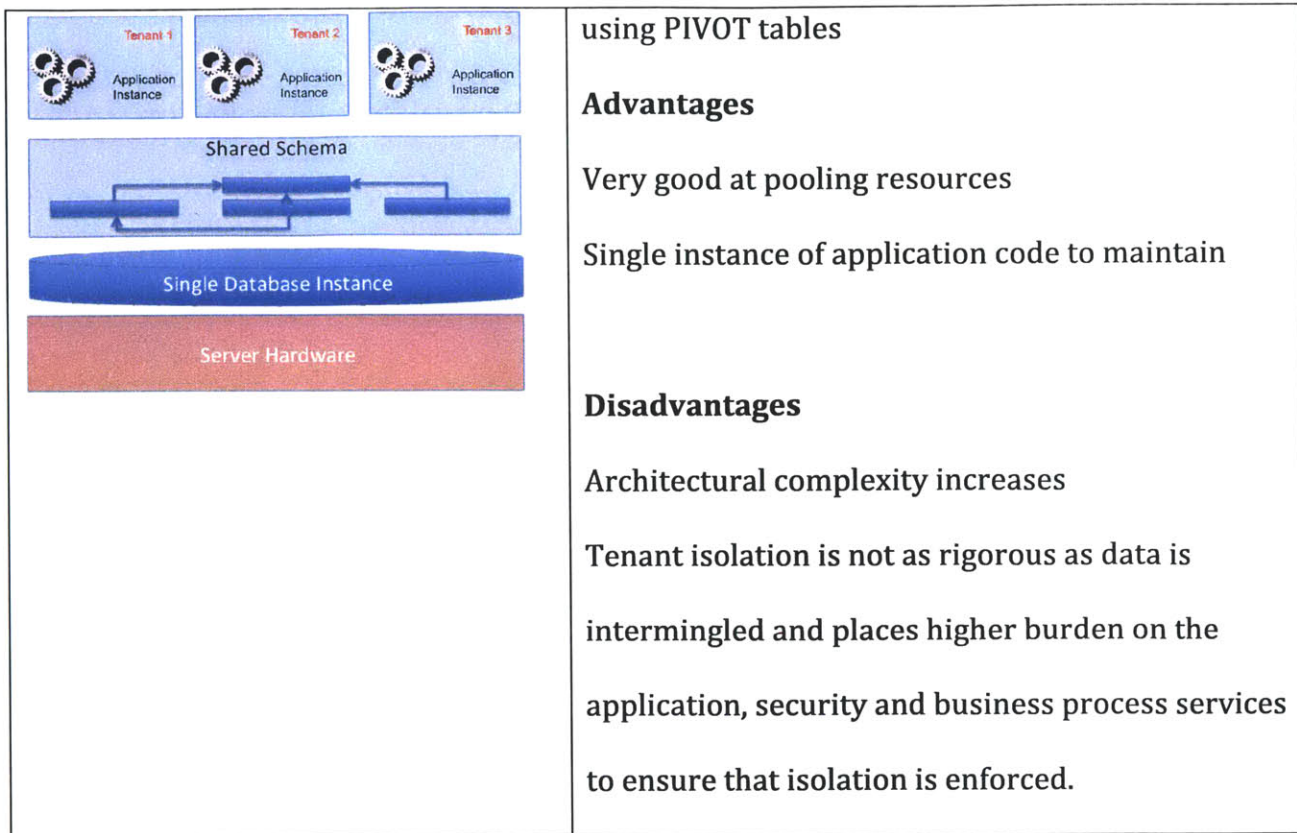 Tenant 1
Application
Instance
Tenant 2
Application
Instance
Tenant 3
Application
Instance
Shared Schema
Single Database Instance
Server Hardware
using PIVOT tables
Advantages
Very good at pooling resources
Single instance of application code to maintain
Disadvantages
Architectural complexity increases
Tenant isolation is not as rigorous as data is
intermingled and places higher burden on the
application, security and business process services
to ensure that isolation is enforced.